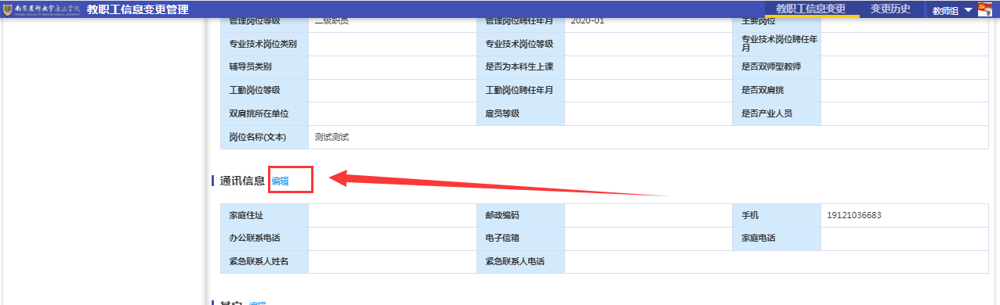 南京医科大学康达学院 教职工信息变更管理 教职工信息变更 变更历史 教师组
管理岗位等级 二级职员 管理岗位聘任年月 2020-01 主要岗位
专业技术岗位类别 专业技术岗位等级 专业技术岗位聘任年
月
辅导员类别 是否为本科生上课 是否双师型教师
工勤岗位等级 工勤岗位聘任年月 是否双肩挑
双肩挑所在单位 雇员等级 是否产业人员
岗位名称(文本) 测试测试
通讯信息 编辑
家庭住址 邮政编码 手机 19121036683
办公联系电话 电子信箱 家庭电话
紧急联系人姓名 紧急联系人电话
其它 编辑